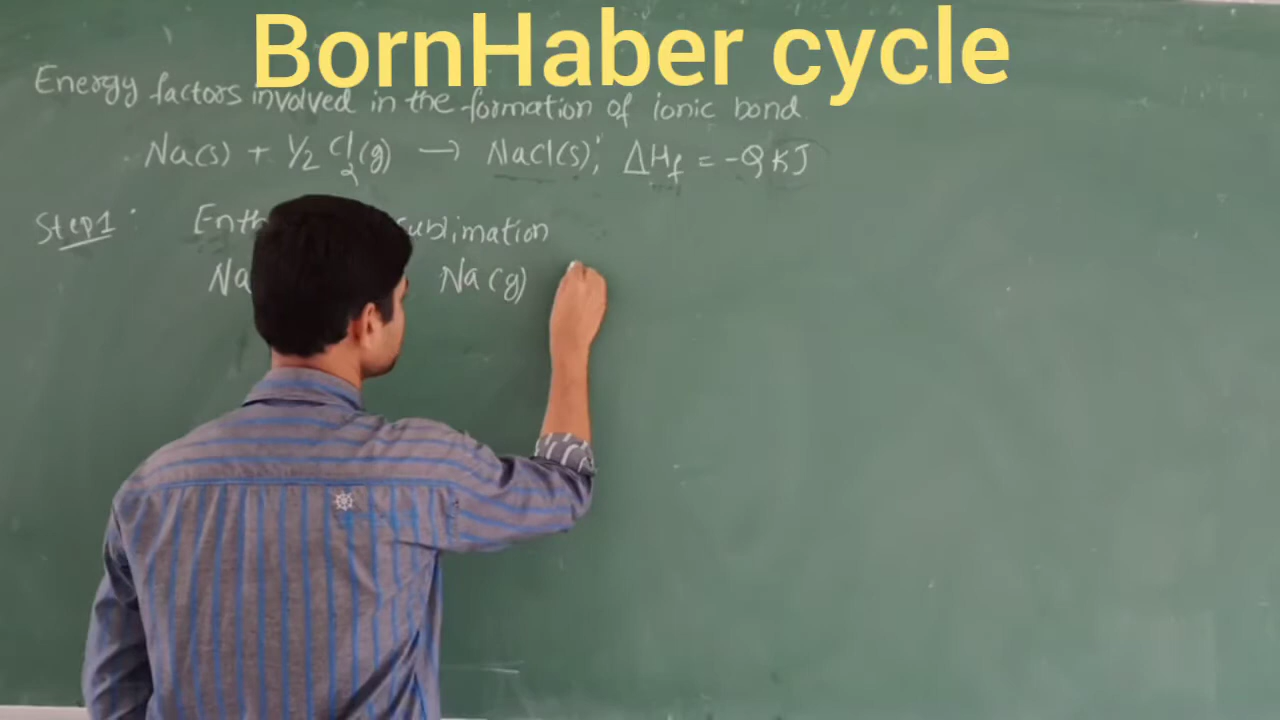 BornHaber cycle
Energy factors involved in the formation of ionic bond
Na(s) + 1/2 Cl2(g) → NaCl(s); ΔHf = -Q KJ
Step1: Enth sublimation
Na Na(g)